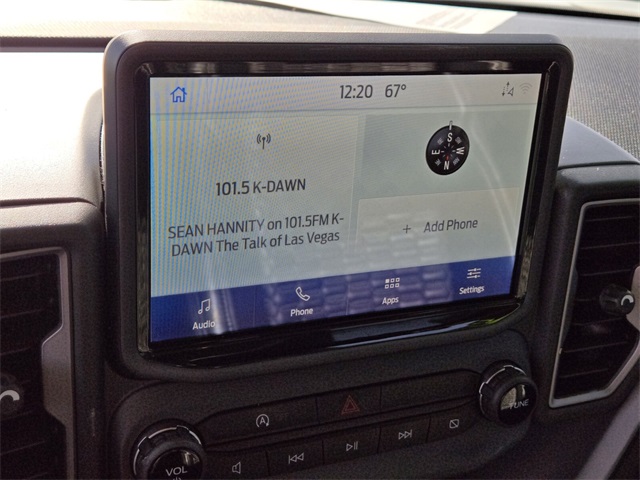 12:20 67°
101.5 K-DAWN
SEAN HANNITY on 101.5FM K-
DAWN The Talk of Las Vegas
S
E W
N
+ Add Phone
Audio Phone Apps Settings
VOL
TUNE